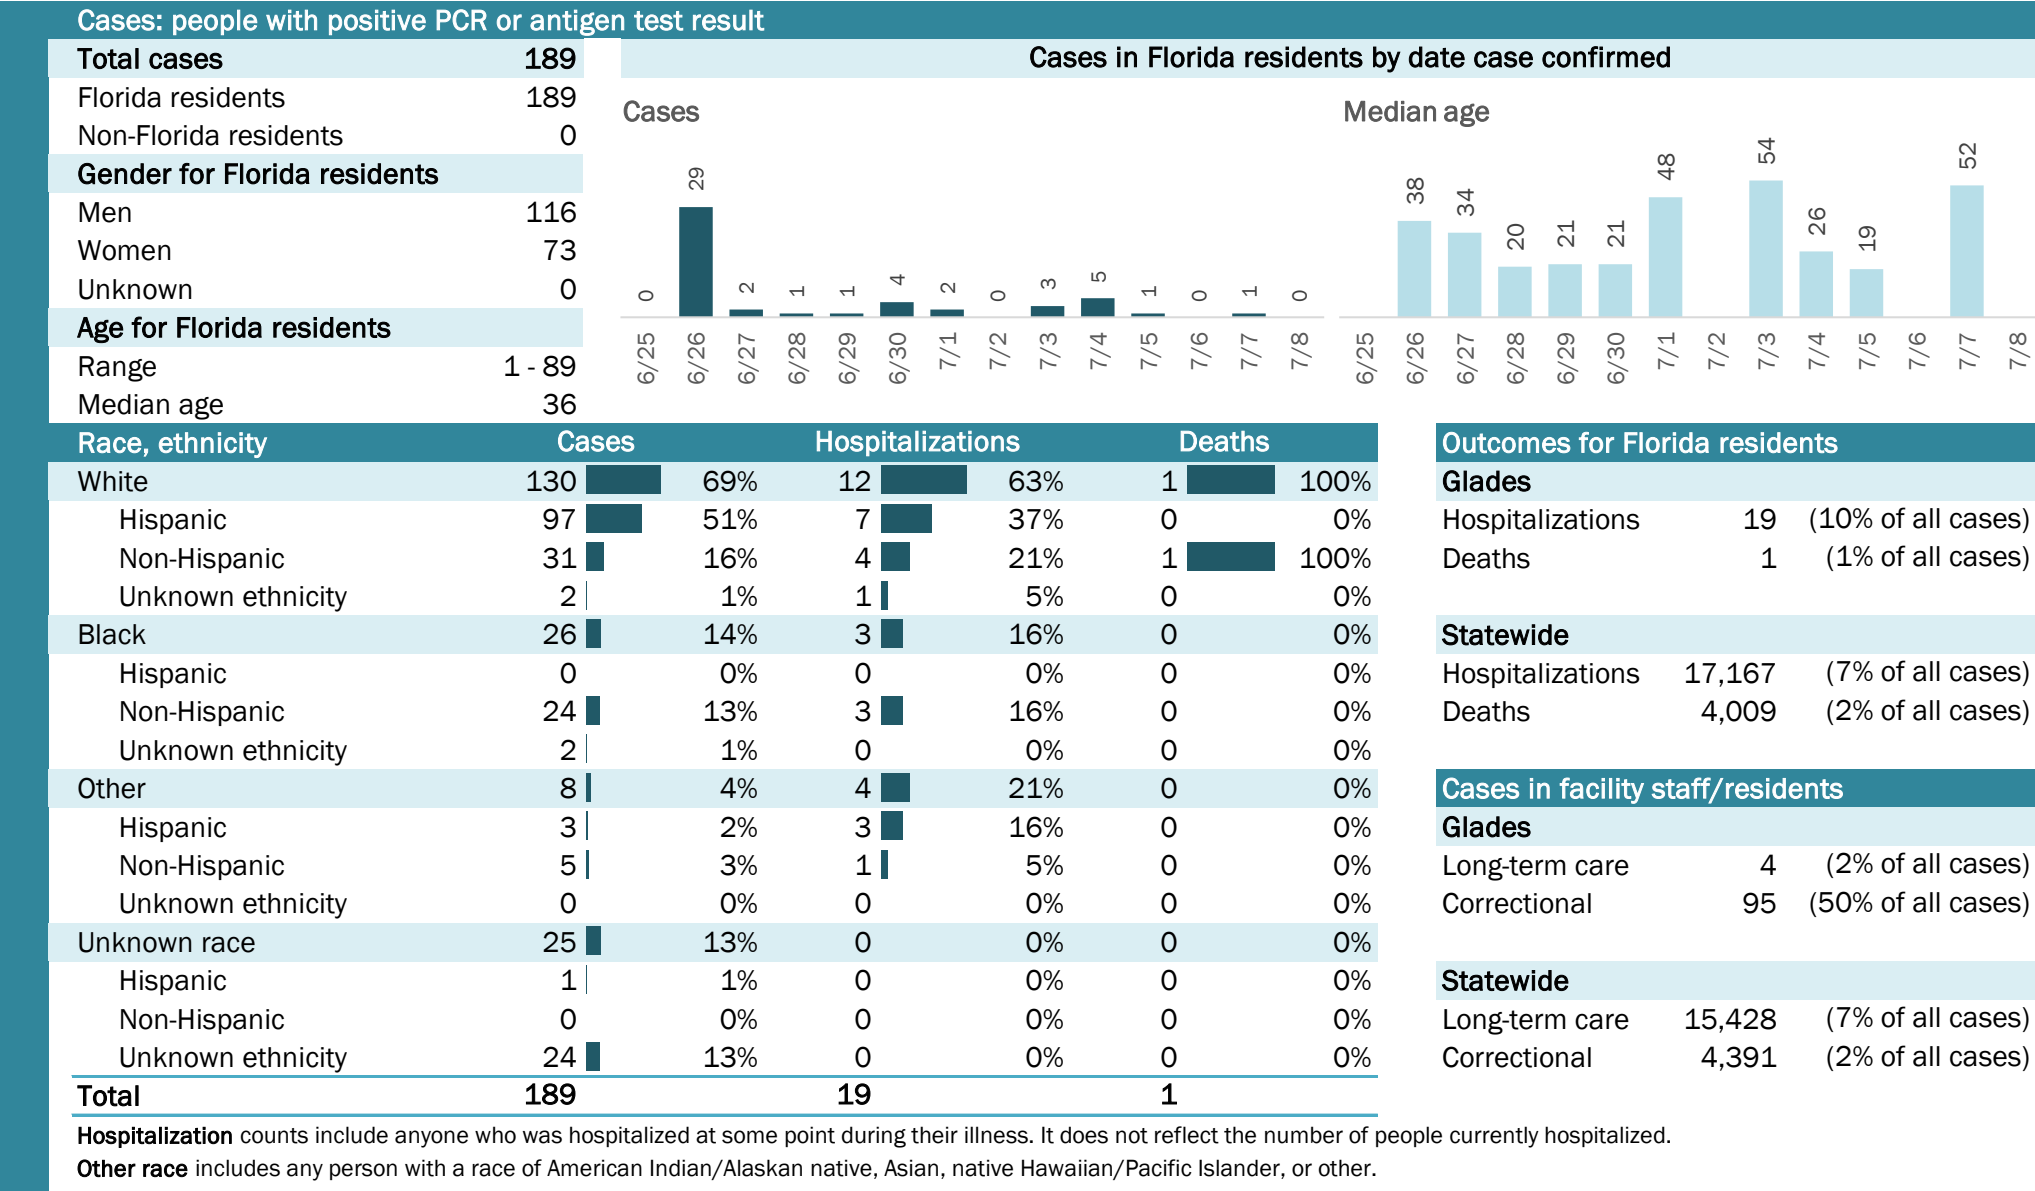 Cases: people with positive PCR or antigen test result
Total cases 189
Florida residents 189
Non-Florida residents 0
Gender for Florida residents
Men 116
Women 73
Unknown 0
Age for Florida residents
Range 1 - 89
Median age 36
Cases in Florida residents by date case confirmed
Cases
0 29 2 1 1 4 2 0 3 5 1 0 1 0
6/25 6/26 6/27 6/28 6/29 6/30 7/1 7/2 7/3 7/4 7/5 7/6 7/7 7/8
Median age
38 34 20 21 21 48 54 26 19 52
6/25 6/26 6/27 6/28 6/29 6/30 7/1 7/2 7/3 7/4 7/5 7/6 7/7 7/8
Race, ethnicity Cases Hospitalizations Deaths
White 130 69% 12 63% 1 100%
Hispanic 97 51% 7 37% 0 0%
Non-Hispanic 31 16% 4 21% 1 100%
Unknown ethnicity 2 1% 1 5% 0 0%
Black 26 14% 3 16% 0 0%
Hispanic 0 0% 0 0% 0 0%
Non-Hispanic 24 13% 3 16% 0 0%
Unknown ethnicity 2 1% 0 0% 0 0%
Other 8 4% 4 21% 0 0%
Hispanic 3 2% 3 16% 0 0%
Non-Hispanic 5 3% 1 5% 0 0%
Unknown ethnicity 0 0% 0 0% 0 0%
Unknown race 25 13% 0 0% 0 0%
Hispanic 1 1% 0 0% 0 0%
Non-Hispanic 0 0% 0 0% 0 0%
Unknown ethnicity 24 13% 0 0% 0 0%
Total 189 19 1
Outcomes for Florida residents
Glades
Hospitalizations 19 (10% of all cases)
Deaths 1 (1% of all cases)
Statewide
Hospitalizations 17,167 (7% of all cases)
Deaths 4,009 (2% of all cases)
Cases in facility staff/residents
Glades
Long-term care 4 (2% of all cases)
Correctional 95 (50% of all cases)
Statewide
Long-term care 15,428 (7% of all cases)
Correctional 4,391 (2% of all cases)
Hospitalization counts include anyone who was hospitalized at some point during their illness. It does not reflect the number of people currently hospitalized.
Other race includes any person with a race of American Indian/Alaskan native, Asian, native Hawaiian/Pacific Islander, or other.